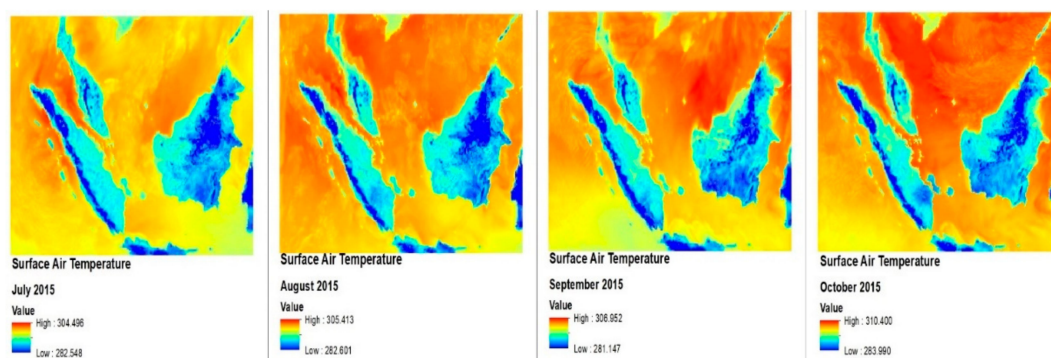 Surface Air Temperature
July 2015
Value
High : 304.496
Low : 282.548
Surface Air Temperature
August 2015
Value
High : 305.413
Low : 282.601
Surface Air Temperature
September 2015
Value
High : 306.952
Low : 281.147
Surface Air Temperature
October 2015
Value
High : 310.400
Low : 283.990